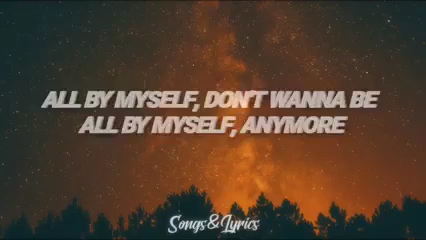 ALL BY MYSELF, DON'T WANNA BE
ALL BY MYSELF, ANYMORE
Songs&Lyrics